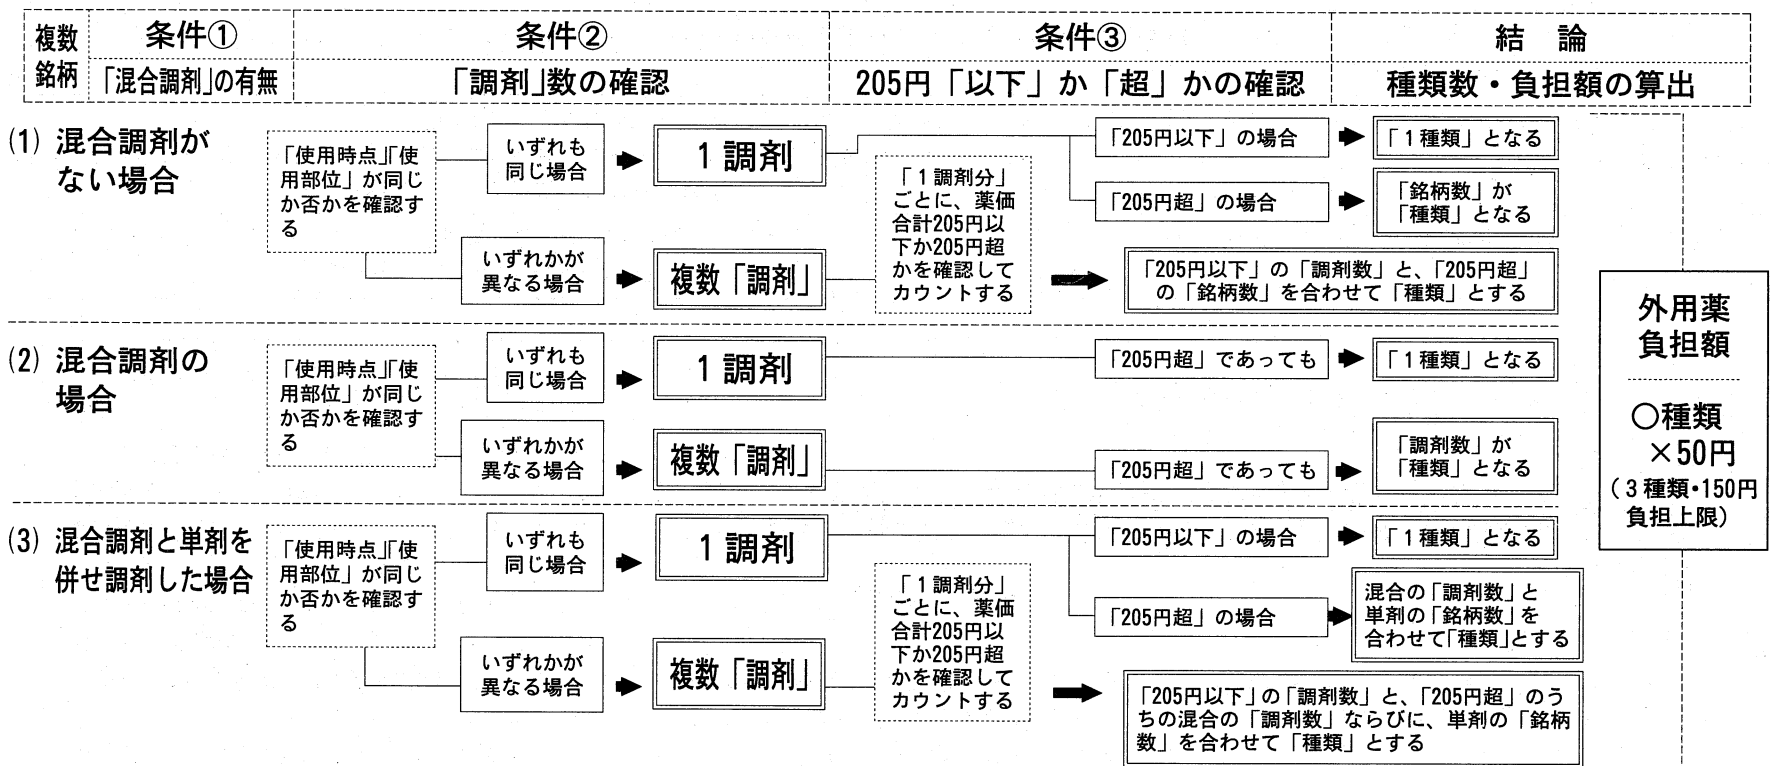 複数
銘柄
条件①
「混合調剤」の有無
条件②
「調剤」数の確認
条件③
205円「以下」か「超」かの確認
結　論
種類数・負担額の算出
(1) 混合調剤が
ない場合
「使用時点」「使
用部位」が同じ
か否かを確認す
る
いずれも
同じ場合
1調剤
「205円以下」の場合
「1種類」となる
「205円超」の場合
「銘柄数」が
「種類」となる
いずれかが
異なる場合
複数「調剤」
「1調剤分」
ごとに、薬価
合計205円以
下か205円超
かを確認して
カウントする
「205円以下」の「調剤数」と、「205円超」
の「銘柄数」を合わせて「種類」とする
(2) 混合調剤の
場合
「使用時点」「使
用部位」が同じ
か否かを確認す
る
いずれも
同じ場合
1調剤
「205円超」であっても
「1種類」となる
いずれかが
異なる場合
複数「調剤」
「205円超」であっても
「調剤数」が
「種類」となる
(3) 混合調剤と単剤を
併せ調剤した場合
「使用時点」「使
用部位」が同じ
か否かを確認す
る
いずれも
同じ場合
1調剤
「205円以下」の場合
「1種類」となる
「205円超」の場合
混合の「調剤数」と
単剤の「銘柄数」を
合わせて「種類」とする
いずれかが
異なる場合
複数「調剤」
「1調剤分」
ごとに、薬価
合計205円以
下か205円超
かを確認して
カウントする
「205円以下」の「調剤数」と、「205円超」のう
ちの混合の「調剤数」ならびに、単剤の「銘柄
数」を合わせて「種類」とする
外用薬
負担額
○種類
×50円
(3種類・150円
負担上限)